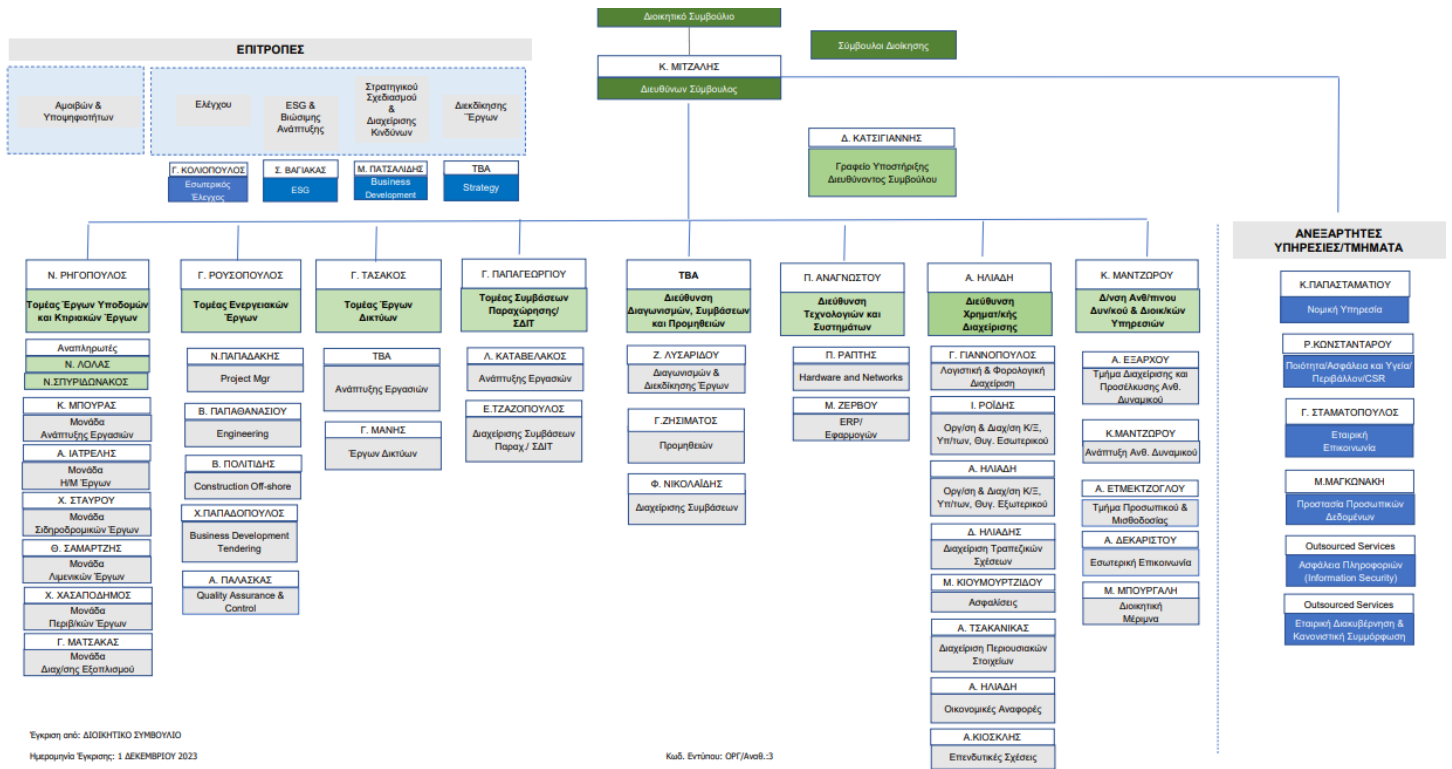 Διοικητικό Συμβούλιο
Σύμβουλοι Διοίκησης
Κ. ΜΙΤΖΑΛΗΣ
Διευθύνων Σύμβουλος
Δ. ΚΑΤΣΙΓΙΑΝΝΗΣ
Γραφείο Υποστήριξης
Διευθύνοντος Συμβούλου
ΕΠΙΤΡΟΠΕΣ
Αμοιβών &
Υποψηφιοτήτων
Ελέγχου
ESG &
Βιώσιμης
Ανάπτυξης
Στρατηγικού
Σχεδιασμού
&
Διαχείρισης
Κινδύνων
Διεκδίκησης
Έργων
Γ. ΚΟΛΙΟΠΟΥΛΟΣ
Εσωτερικός
Έλεγχος
Σ. ΒΑΓΙΑΚΑΣ
ESG
Μ. ΠΑΤΣΑΛΙΔΗΣ
Business
Development
TBA
Strategy
Ν. ΡΗΓΟΠΟΥΛΟΣ
Τομέας Έργων Υποδομών
και Κτιριακών Έργων
Αναπληρωτές
Ν. ΛΟΛΑΣ
Ν.ΣΠΥΡΙΔΩΝΑΚΟΣ
Κ. ΜΠΟΥΡΑΣ
Μονάδα
Ανάπτυξης Εργασιών
Α. ΙΑΤΡΕΛΗΣ
Μονάδα
Η/Μ Έργων
Χ. ΣΤΑΥΡΟΥ
Μονάδα
Σιδηροδρομικών Έργων
Θ. ΣΑΜΑΡΤΖΗΣ
Μονάδα
Λιμενικών Έργων
Χ. ΧΑΣΑΠΟΔΗΜΟΣ
Μονάδα
Περιβ/κών Έργων
Γ. ΜΑΤΣΑΚΑΣ
Μονάδα
Διαχ/σης Εξοπλισμού
Γ. ΡΟΥΣΟΠΟΥΛΟΣ
Τομέας Ενεργειακών
Έργων
Ν.ΠΑΠΑΔΑΚΗΣ
Project Mgr
Β. ΠΑΠΑΘΑΝΑΣΙΟΥ
Engineering
Β. ΠΟΛΙΤΙΔΗΣ
Construction Off-shore
Χ.ΠΑΠΑΔΟΠΟΥΛΟΣ
Business Development
Tendering
Α. ΠΑΛΑΣΚΑΣ
Quality Assurance &
Control
Γ. ΤΑΣΑΚΟΣ
Τομέας Έργων
Δικτύων
TBA
Ανάπτυξης Εργασιών
Γ. ΜΑΝΗΣ
Έργων Δικτύων
Γ. ΠΑΠΑΓΕΩΡΓΙΟΥ
Τομέας Συμβάσεων
Παραχώρησης/
ΣΔΙΤ
Λ. ΚΑΤΑΒΕΛΑΚΟΣ
Ανάπτυξης Εργασιών
Ε.ΤΖΑΖΟΠΟΥΛΟΣ
Διαχείρισης Συμβάσεων
Παραχ./ ΣΔΙΤ
TBA
Διεύθυνση
Διαγωνισμών, Συμβάσεων
και Προμηθειών
Ζ. ΛΥΣΑΡΙΔΟΥ
Διαγωνισμών &
Διεκδίκησης Έργων
Γ.ΖΗΣΙΜΑΤΟΣ
Προμηθειών
Φ. ΝΙΚΟΛΑΪΔΗΣ
Διαχείρισης Συμβάσεων
Π. ΑΝΑΓΝΩΣΤΟΥ
Διεύθυνση
Τεχνολογιών και
Συστημάτων
Π. ΡΑΠΤΗΣ
Hardware and Networks
Μ. ΖΕΡΒΟΥ
ERP/
Εφαρμογών
Α. ΗΛΙΑΔΗ
Διεύθυνση
Χρηματ/κής
Διαχείρισης
Γ. ΓΙΑΝΝΟΠΟΥΛΟΣ
Λογιστική & Φορολογική
Διαχείριση
Ι. ΡΟΪΔΗΣ
Οργ/ση & Διαχ/ση Κ/Ξ,
Υπ/των, Θυγ. Εσωτερικού
Α. ΗΛΙΑΔΗ
Οργ/ση & Διαχ/ση Κ/Ξ,
Υπ/των, Θυγ. Εξωτερικού
Δ. ΗΛΙΑΔΗΣ
Διαχείριση Τραπεζικών
Σχέσεων
Μ. ΚΙΟΥΜΟΥΡΤΖΙΔΟΥ
Ασφαλίσεις
Α. ΤΣΑΚΑΝΙΚΑΣ
Διαχείριση Περιουσιακών
Στοιχείων
Α. ΗΛΙΑΔΗ
Οικονομικές Αναφορές
Α.ΚΙΟΣΚΛΗΣ
Επενδυτικές Σχέσεις
Κ. ΜΑΝΤΖΩΡΟΥ
Δ/νση Ανθ/πινου
Δυν/κού & Διοικ/κών
Υπηρεσιών
Α. ΕΞΑΡΧΟΥ
Τμήμα Διαχείρισης και
Προσέλκυσης Ανθ.
Δυναμικού
Κ.ΜΑΝΤΖΩΡΟΥ
Ανάπτυξη Ανθ. Δυναμικού
Α. ΕΤΜΕΚΤΖΟΓΛΟΥ
Τμήμα Προσωπικού &
Μισθοδοσίας
Α. ΔΕΚΑΡΙΣΤΟΥ
Εσωτερική Επικοινωνία
Μ. ΜΠΟΥΡΓΑΛΗ
Διοικητική
Μέριμνα
ΑΝΕΞΑΡΤΗΤΕΣ
ΥΠΗΡΕΣΙΕΣ/ΤΜΗΜΑΤΑ
Κ.ΠΑΠΑΣΤΑΜΑΤΙΟΥ
Νομική Υπηρεσία
Ρ.ΚΩΝΣΤΑΝΤΑΡΟΥ
Ποιότητα/Ασφάλεια και Υγεία/
Περιβάλλον/CSR
Γ. ΣΤΑΜΑΤΟΠΟΥΛΟΣ
Εταιρική
Επικοινωνία
Μ.ΜΑΓΚΩΝΑΚΗ
Προστασία Προσωπικών
Δεδομένων
Outsourced Services
Ασφάλεια Πληροφοριών
(Information Security)
Outsourced Services
Εταιρική Διακυβέρνηση &
Κανονιστική Συμμόρφωση
Έγκριση από: ΔΙΟΙΚΗΤΙΚΟ ΣΥΜΒΟΥΛΙΟ
Ημερομηνία Έγκρισης: 1 ΔΕΚΕΜΒΡΙΟΥ 2023
Κωδ. Εντύπου: ΟΡΓ/Αναθ.:3